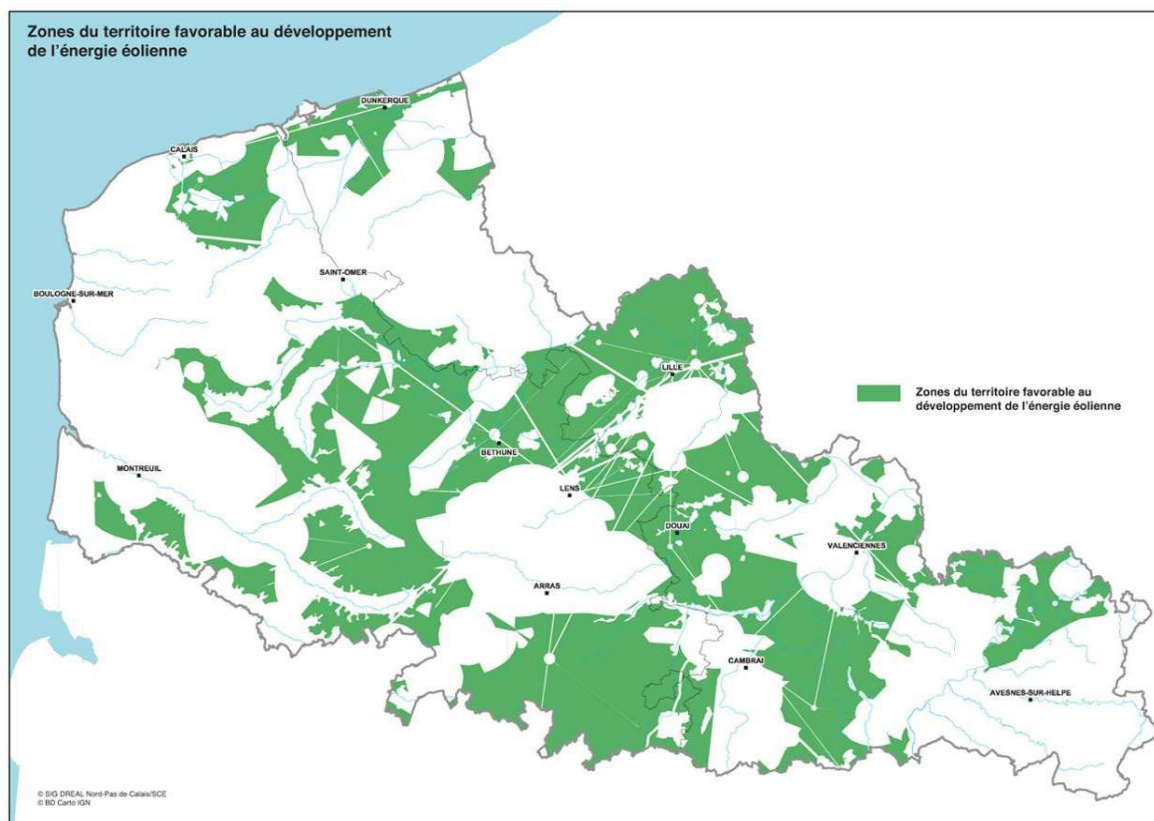 Zones du territoire favorable au développement
de l'énergie éolienne
DUNKERQUE
CALAIS
SAINT-OMER
BOULOGNE-SUR-MER
LILLE
Zones du territoire favorable au
développement de l'énergie éolienne
BETHUNE
MONTREUIL
LENS
DOUAI
VALENCIENNES
ARRAS
CAMBRAI
AVESNES-SUR-HELPE
© SIG DREAL Nord-Pas de Calais/SCE
© BD Carto IGN